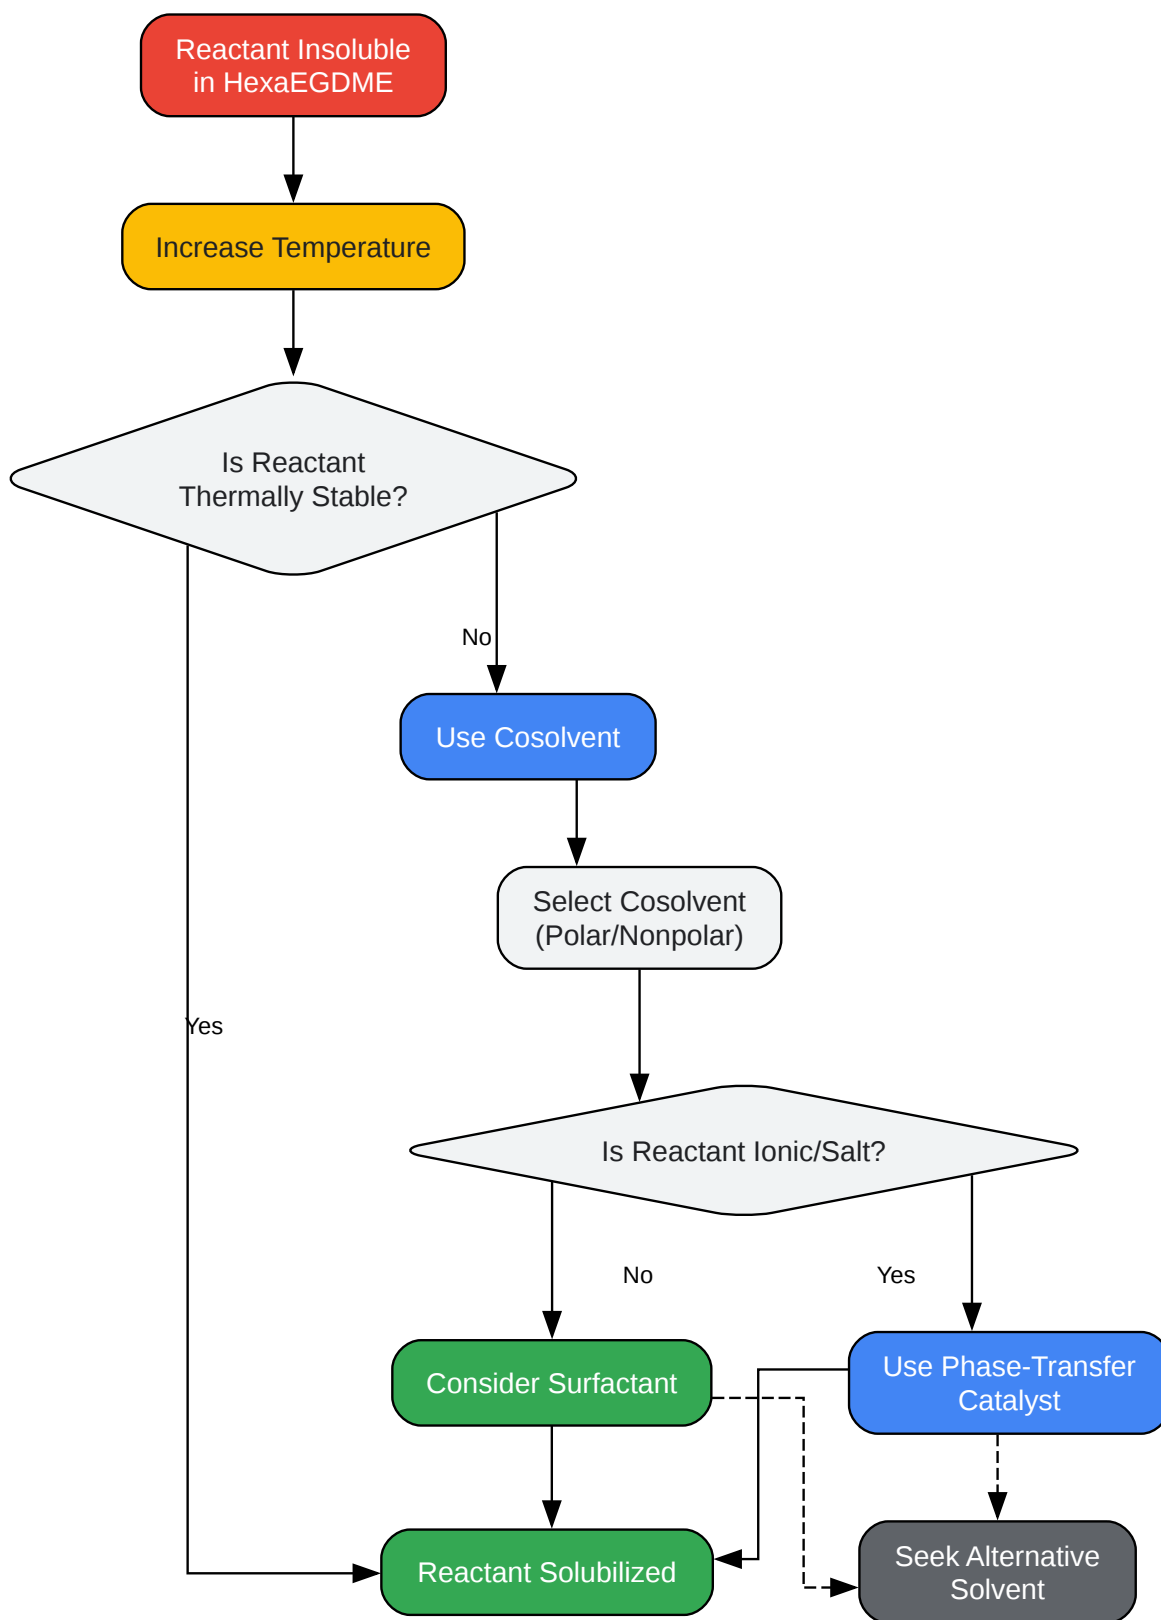 Reactant Insoluble
in HexaEGDME
Increase Temperature
Is Reactant
Thermally Stable?
No
Use Cosolvent
Select Cosolvent
(Polar/Nonpolar)
Yes
Is Reactant Ionic/Salt?
No
Yes
Consider Surfactant
Use Phase-Transfer
Catalyst
Reactant Solubilized
Seek Alternative
Solvent